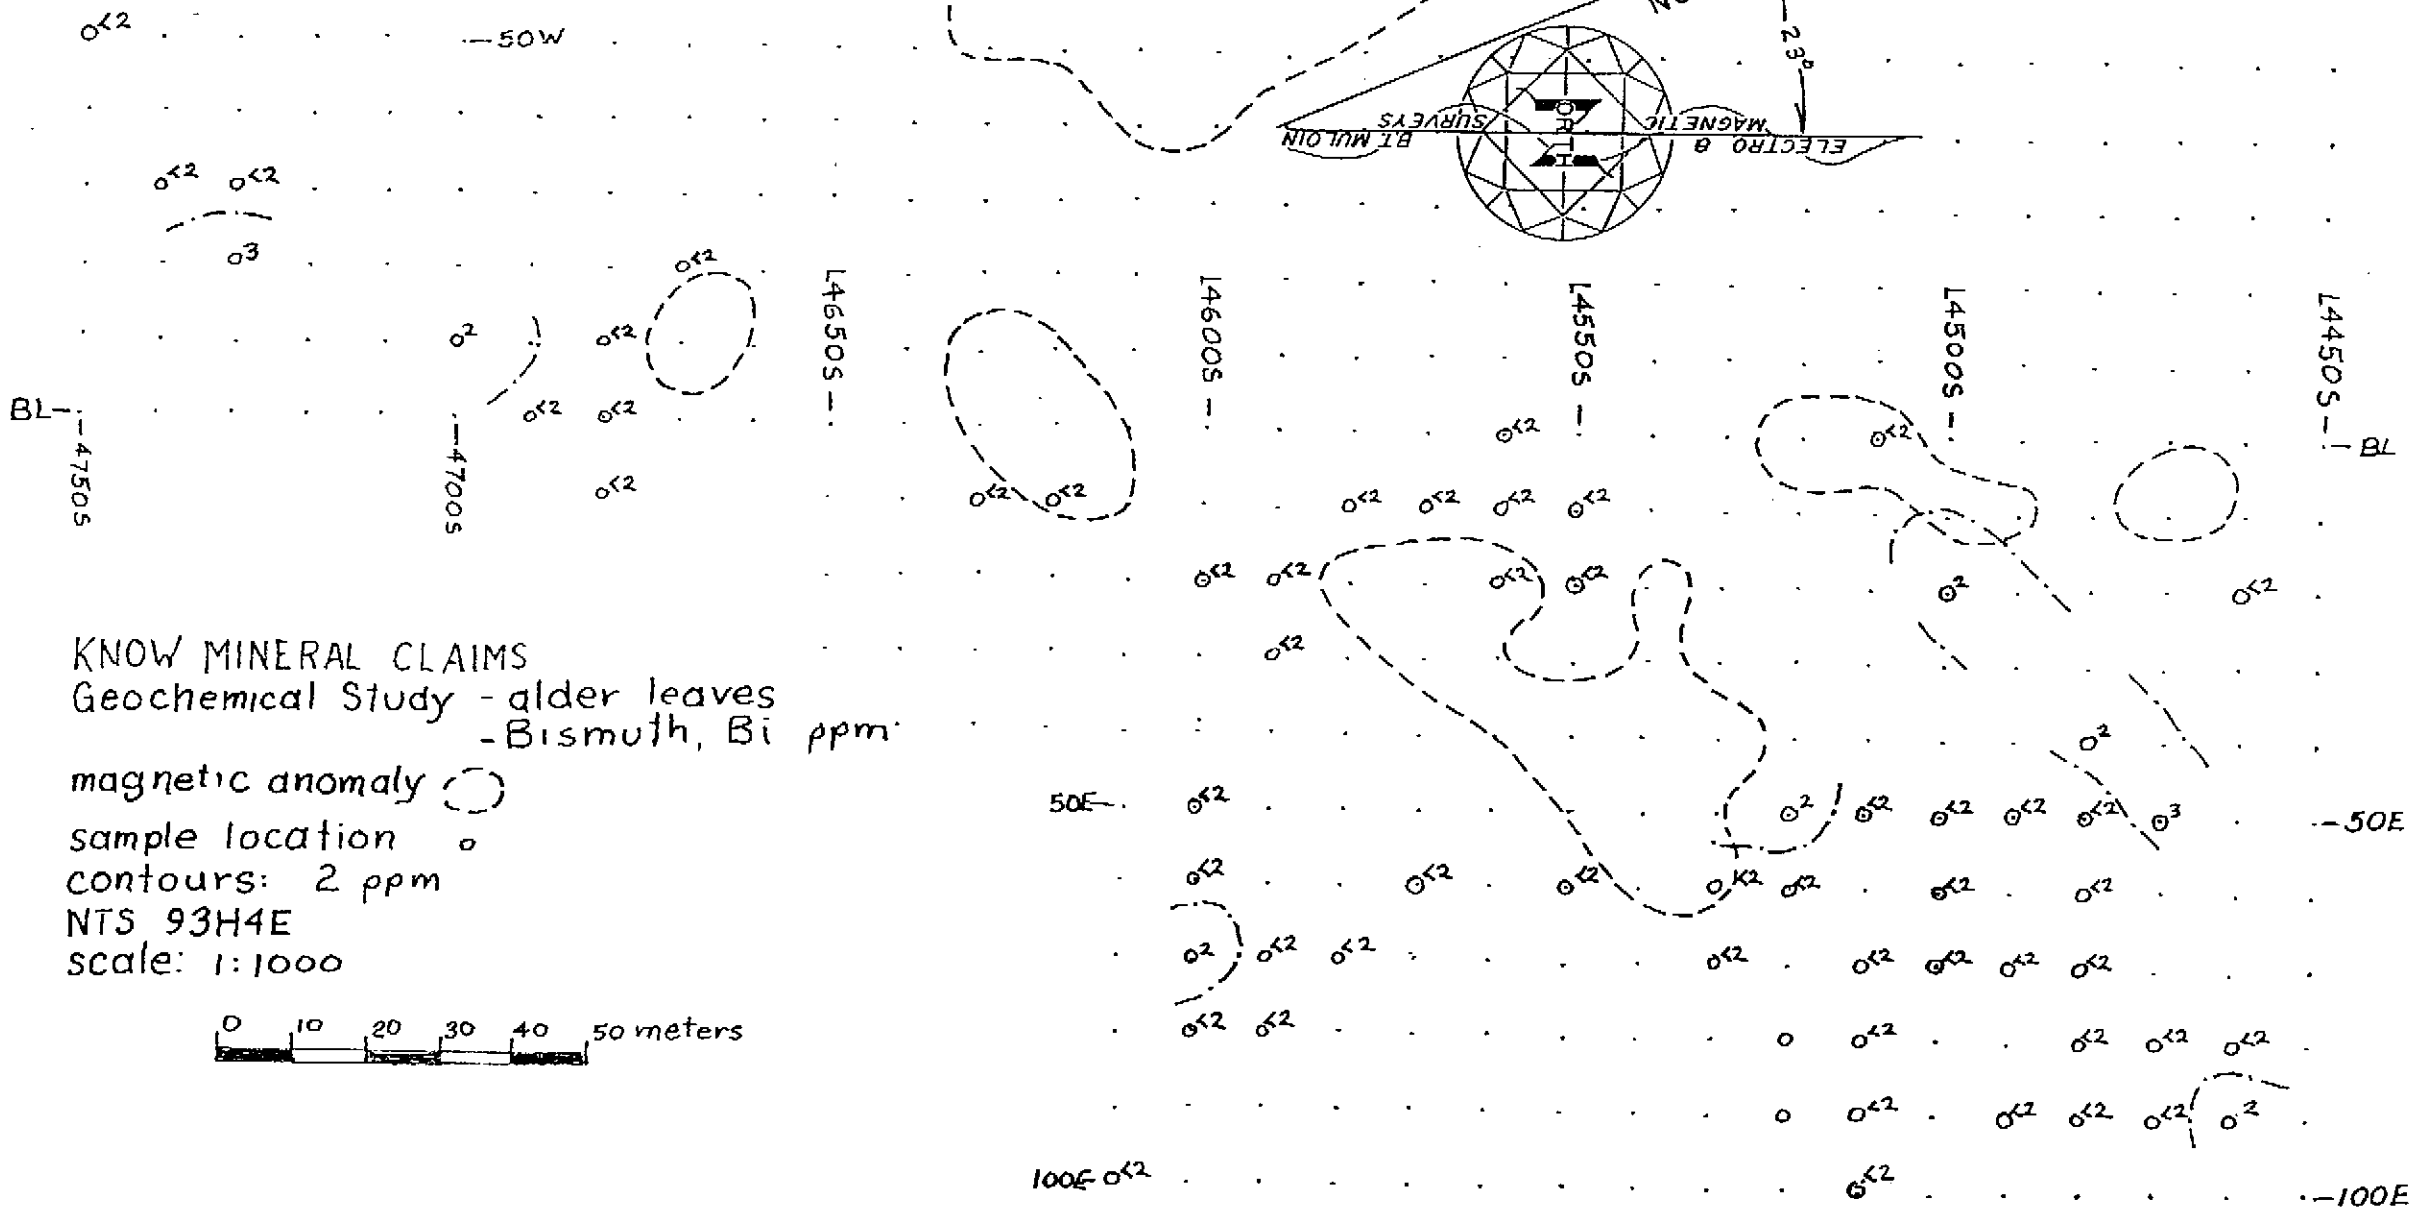 o<2 - 50W
NO
23°
B.T. MULOIN SURVEYS
ELECTRO & MAGNETIC
NORTH
<2 <2
3
<2
L4650S L4600S L4550S L4500S L4450S
2 <2
BL <2 <2 <2 <2 BL
4750S 4700S
<2 <2 <2 <2 <2 <2 <2
<2 <2 <2 <2 2 <2
KNOW MINERAL CLAIMS
<2
Geochemical Study - alder leaves
- Bismuth, Bi ppm
2
magnetic anomaly
50E <2 2 <2 <2 <2 <2 3 50E
sample location o
contours: 2 ppm
<2 <2 <2 <2 <2 <2 <2
NTS 93H4E
scale: 1:1000
2 <2 <2 <2 <2 <2 <2 <2
0 10 20 30 40 50 meters
<2 <2 <2 <2 <2 <2
<2 <2 <2 <2 2
100E <2 <2 100E